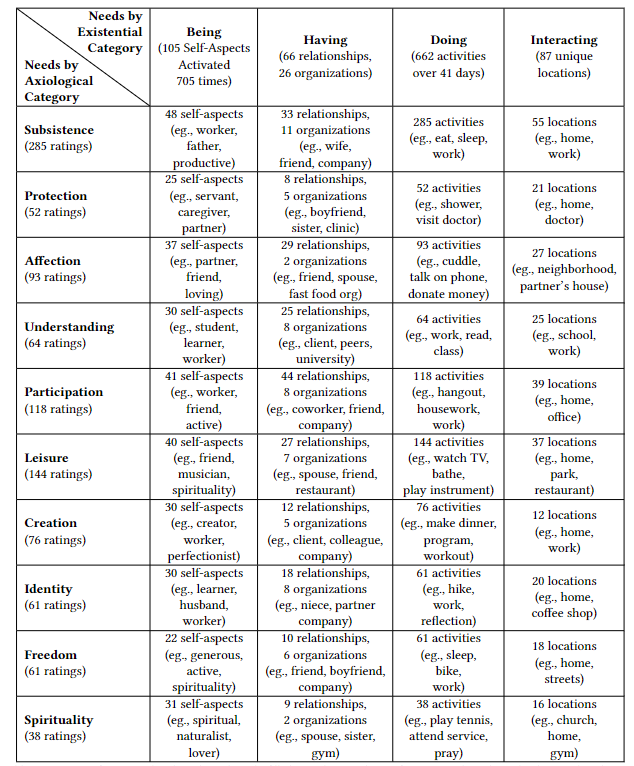 Needs by
Existential
Category
Needs by
Axiological
Category
Being
(105 Self-Aspects
Activated
705 times)
Having
(66 relationships,
26 organizations)
Doing
(662 activities
over 41 days)
Interacting
(87 unique
locations)
Subsistence
(285 ratings)
48 self-aspects
(eg., worker,
father,
productive)
33 relationships,
11 organizations
(eg., wife,
friend, company)
285 activities
(eg., eat, sleep,
work)
55 locations
(eg., home,
work)
Protection
(52 ratings)
25 self-aspects
(eg., servant,
caregiver,
partner)
8 relationships,
5 organizations
(eg., boyfriend,
sister, clinic)
52 activities
(eg., shower,
visit doctor)
21 locations
(eg., home,
doctor)
Affection
(93 ratings)
37 self-aspects
(eg., partner,
friend,
loving)
29 relationships,
2 organizations
(eg., friend, spouse,
fast food org)
93 activities
(eg., cuddle,
talk on phone,
donate money)
27 locations
(eg., neighborhood,
partner's house)
Understanding
(64 ratings)
30 self-aspects
(eg., student,
learner,
worker)
25 relationships,
8 organizations
(eg., client, peers,
university)
64 activities
(eg., work, read,
class)
25 locations
(eg., school,
work)
Participation
(118 ratings)
41 self-aspects
(eg., worker,
friend,
active)
44 relationships,
8 organizations
(eg., coworker, friend,
company)
118 activities
(eg., hangout,
housework,
work)
39 locations
(eg., home,
office)
Leisure
(144 ratings)
40 self-aspects
(eg., friend,
musician,
spirituality)
27 relationships,
7 organizations
(eg., spouse, friend,
restaurant)
144 activities
(eg., watch TV,
bathe,
play instrument)
37 locations
(eg., home,
park,
restaurant)
Creation
(76 ratings)
30 self-aspects
(eg., creator,
worker,
perfectionist)
12 relationships,
5 organizations
(eg., client, colleague,
company)
76 activities
(eg., make dinner,
program,
workout)
12 locations
(eg., home,
work)
Identity
(61 ratings)
30 self-aspects
(eg., learner,
husband,
worker)
18 relationships,
8 organizations
(eg., niece, partner
company)
61 activities
(eg., hike,
work,
reflection)
20 locations
(eg., home,
coffee shop)
Freedom
(61 ratings)
22 self-aspects
(eg., generous,
active,
spirituality)
10 relationships,
6 organizations
(eg., friend, boyfriend,
company)
61 activities
(eg., sleep,
bike,
work)
18 locations
(eg., home,
streets)
Spirituality
(38 ratings)
31 self-aspects
(eg., spiritual,
naturalist,
lover)
9 relationships,
2 organizations
(eg., spouse, sister,
gym)
38 activities
(eg., play tennis,
attend service,
pray)
16 locations
(eg., church,
home,
gym)